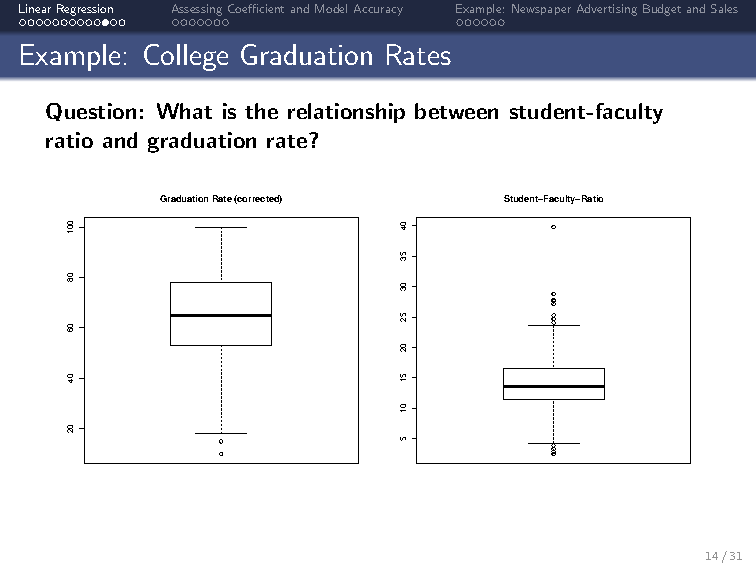 Linear Regression
Assessing Coefficient and Model Accuracy
Example: Newspaper Advertising Budget and Sales
Example: College Graduation Rates
Question: What is the relationship between student-faculty
ratio and graduation rate?
Graduation Rate (corrected)
100
80
60
40
20
Student−Faculty−Ratio
40
35
30
25
20
15
10
5
14 / 31